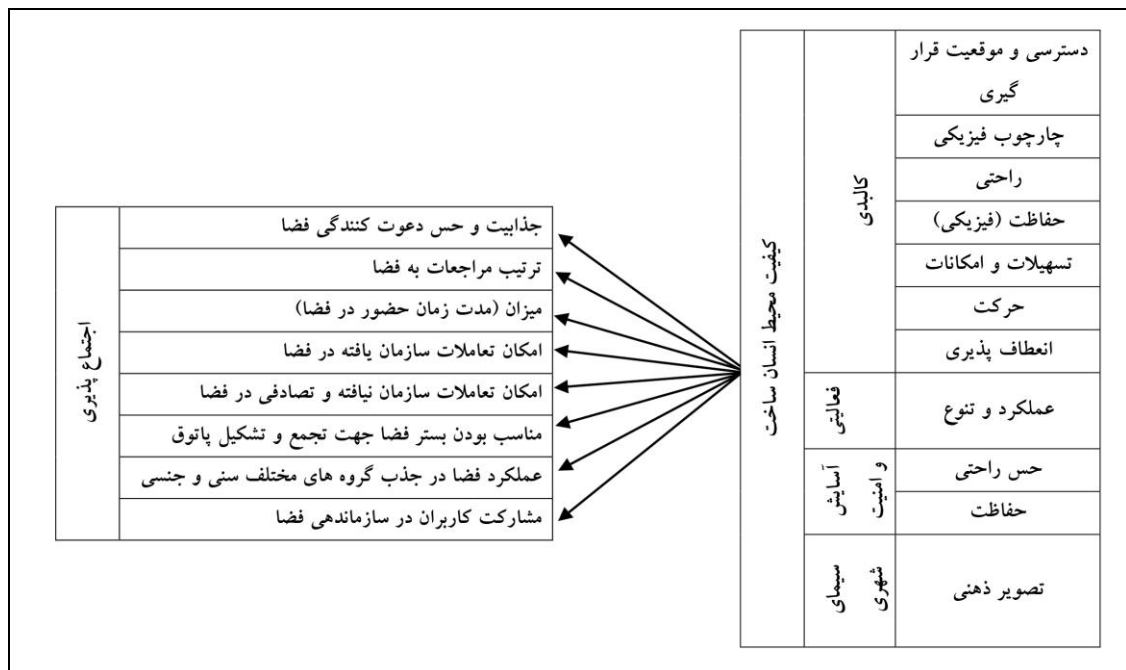 دسترسی و موقعیت قرار
گیری
چارچوب فیزیکی
راحتی
حفاظت (فیزیکی)
تسهیلات و امکانات
حرکت
انعطاف پذیری
عملکرد و تنوع
حس راحتی
حفاظت
تصویر ذهنی
کالبدی
فعالیتی
آسایش
و امنیت
سیمای
شهری
کیفیت محیط انسان ساخت
جذابیت و حس دعوت کنندگی فضا
ترتیب مراجعات به فضا
میزان (مدت زمان حضور در فضا)
امکان تعاملات سازمان یافته در فضا
امکان تعاملات سازمان نیافته و تصادفی در فضا
مناسب بودن بستر فضا جهت تجمع و تشکیل پاتوق
عملکرد فضا در جذب گروه های مختلف سنی و جنسی
مشارکت کاربران در سازماندهی فضا
اجتماع پذیری